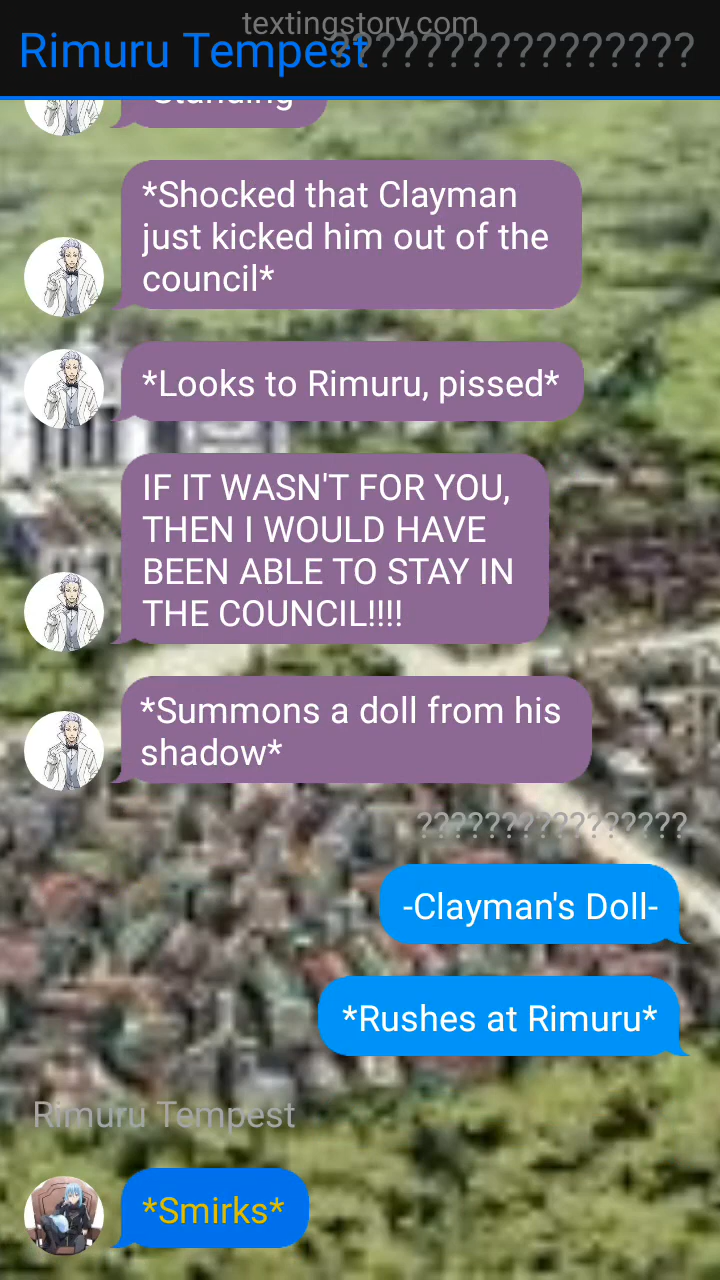 textingstory.com
Rimuru Tempest
???????????????
Standing
*Shocked that Clayman
just kicked him out of the
council*
*Looks to Rimuru, pissed*
IF IT WASN'T FOR YOU,
THEN I WOULD HAVE
BEEN ABLE TO STAY IN
THE COUNCIL!!!!
*Summons a doll from his
shadow*
????????????????
-Clayman's Doll-
*Rushes at Rimuru*
Rimuru Tempest
*Smirks*